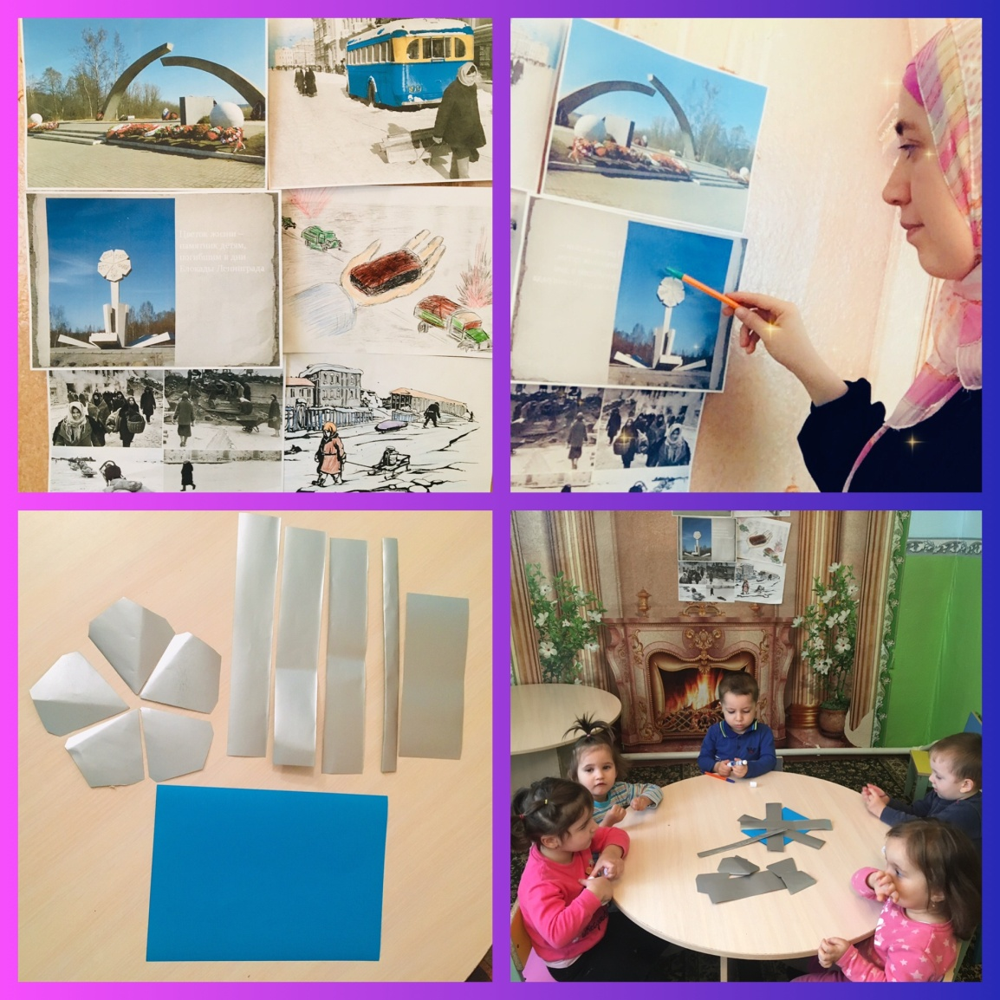 Цветок жизни –
памятник детям,
погибшим в дни
блокады Ленинграда